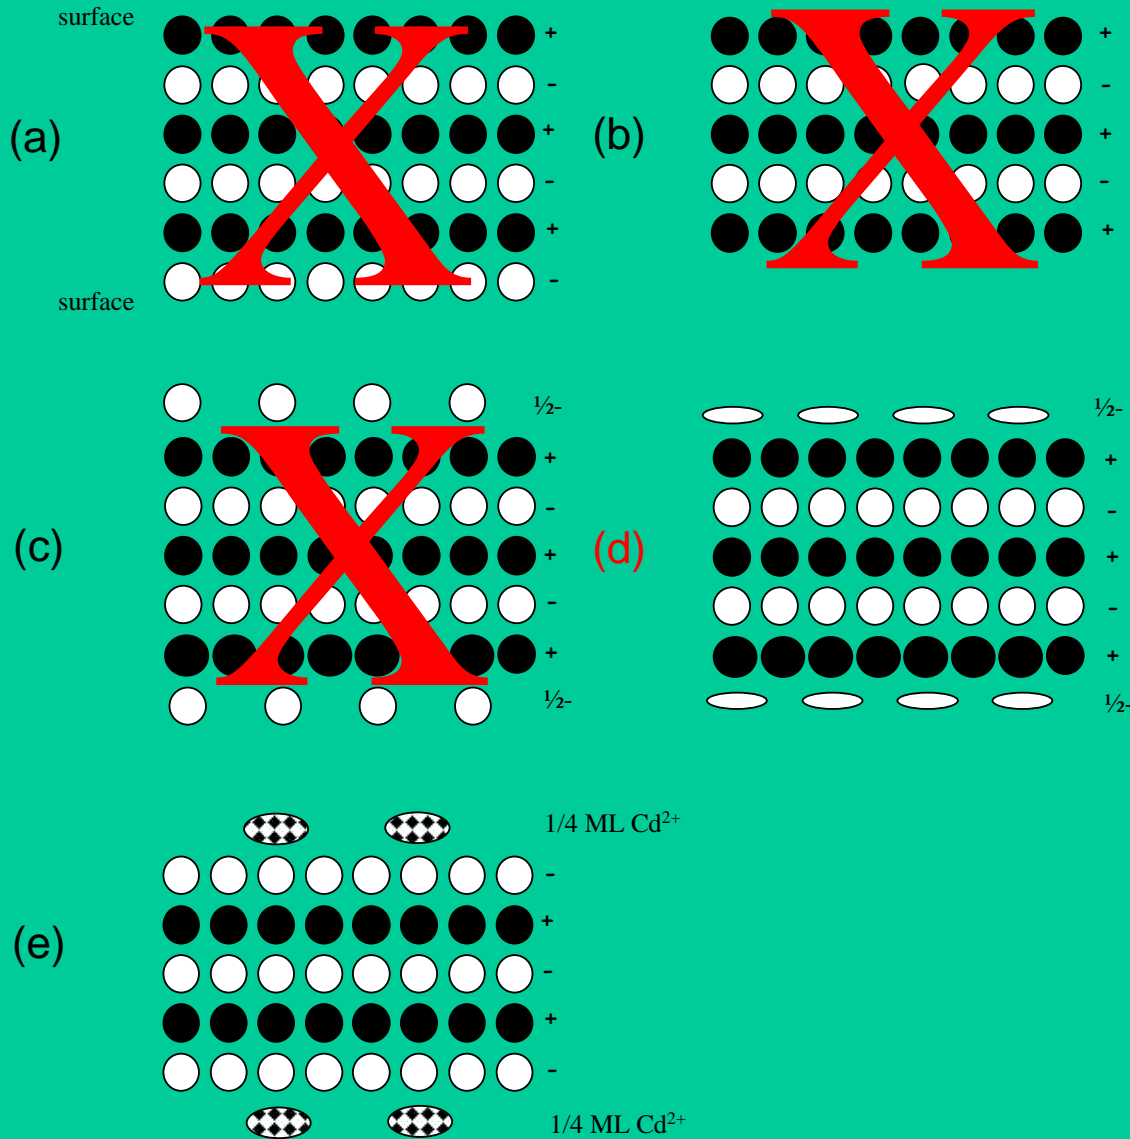 surface
+
-
(a)
+
-
+
-
surface
+
-
(b)
+
-
+
½-
+
-
(c)
+
-
+
½-
½-
+
-
(d)
+
-
+
½-
1/4 ML Cd²⁺
-
+
(e)
-
+
-
1/4 ML Cd²⁺
X
X
X